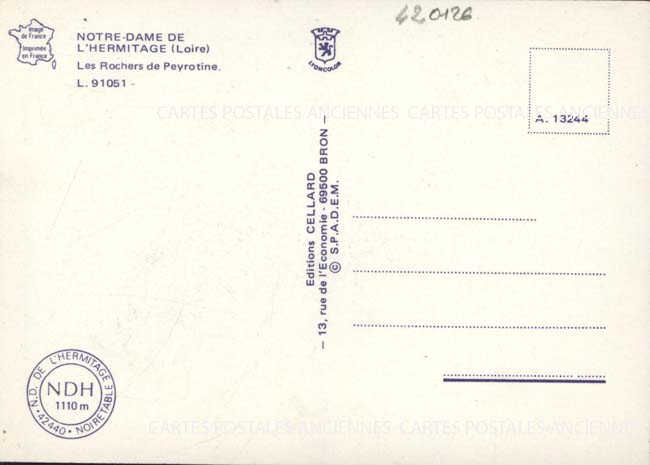 Image
de France
Imprimée
en France
NOTRE-DAME DE
L'HERMITAGE (Loire)
Les Rochers de Peyrotine.
L. 91051 -
LYONCOLOR
420126
A. 13244
CARTES POSTALES ANCIENNES CARTES POSTALES ANCIENNES
Editions CELLARD
— 13, rue de l'Economie - 69500 BRON —
© S.P.A.D.E.M.
N.D. DE L'HERMITAGE
NDH
1110 m
• 42440 • NOIRETABLE
CARTES POSTALES ANCIENNES CARTES POSTALES ANCIENNES